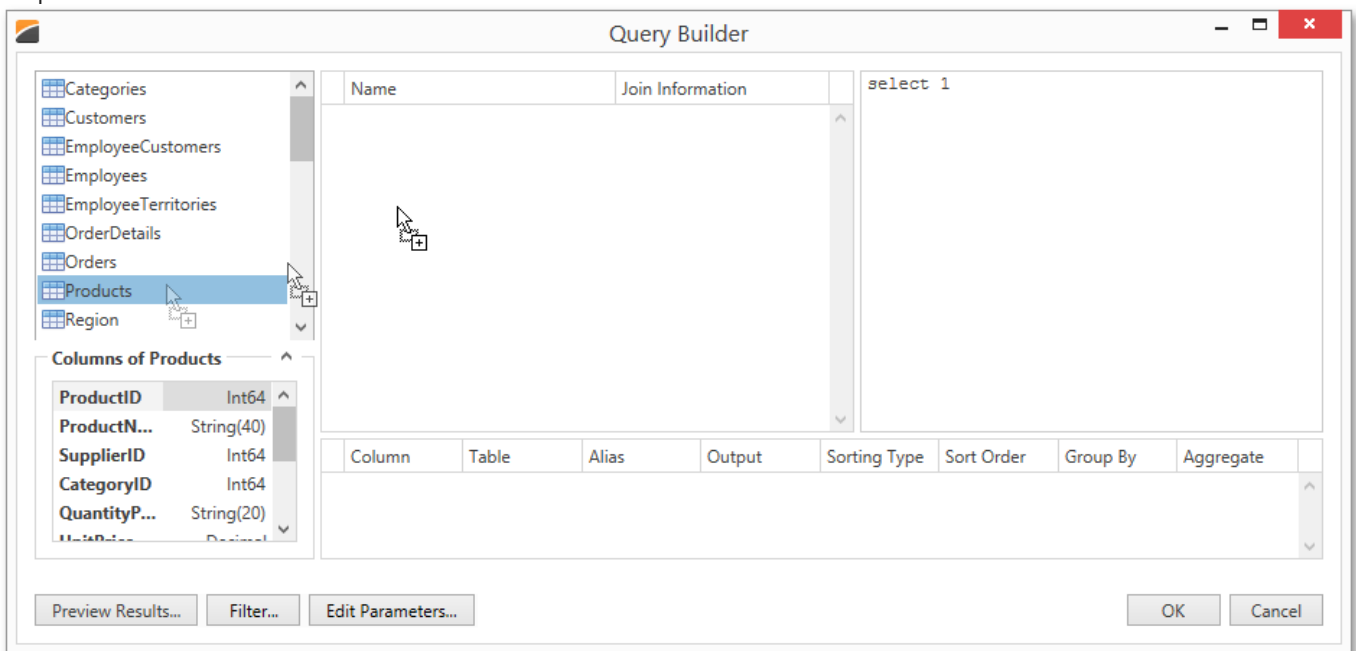 Query Builder
Categories
Customers
EmployeeCustomers
Employees
EmployeeTerritories
OrderDetails
Orders
Products
Region
Name Join Information
select 1
Columns of Products
ProductID Int64
ProductN... String(40)
SupplierID Int64
CategoryID Int64
QuantityP... String(20)
UnitPrice Decimal
Column Table Alias Output Sorting Type Sort Order Group By Aggregate
Preview Results... Filter... Edit Parameters... OK Cancel